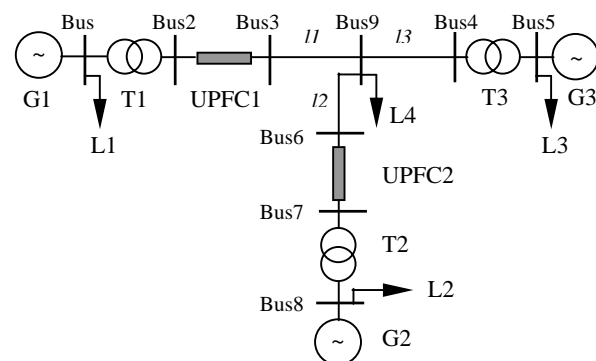 Bus Bus2 Bus3 Bus9 Bus4 Bus5
l1 l3
~ ~
G1 T1 UPFC1 T3 G3
l2
L4
L1 L3
Bus6
UPFC2
Bus7
T2
L2
Bus8
~ G2